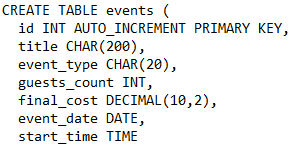 CREATE TABLE events (
  id INT AUTO_INCREMENT PRIMARY KEY,
  title CHAR(200),
  event_type CHAR(20),
  guests_count INT,
  final_cost DECIMAL(10,2),
  event_date DATE,
  start_time TIME